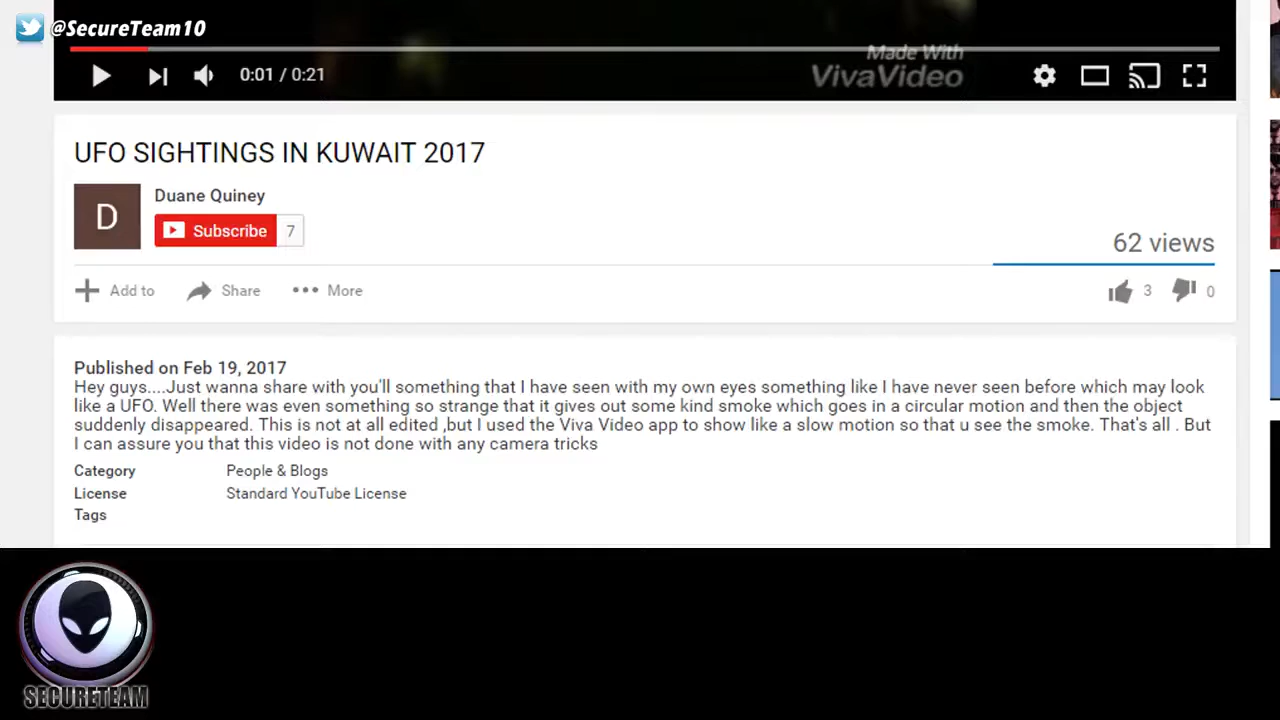 @SecureTeam10
Made With
VivaVideo
0:01 / 0:21
UFO SIGHTINGS IN KUWAIT 2017
D
Duane Quiney
Subscribe 7
62 views
Add to Share More 3 0
Published on Feb 19, 2017
Hey guys....Just wanna share with you'll something that I have seen with my own eyes something like I have never seen before which may look
like a UFO. Well there was even something so strange that it gives out some kind smoke which goes in a circular motion and then the object
suddenly disappeared. This is not at all edited ,but I used the Viva Video app to show like a slow motion so that u see the smoke. That's all . But
I can assure you that this video is not done with any camera tricks
Category People & Blogs
License Standard YouTube License
Tags
SECURETEAM